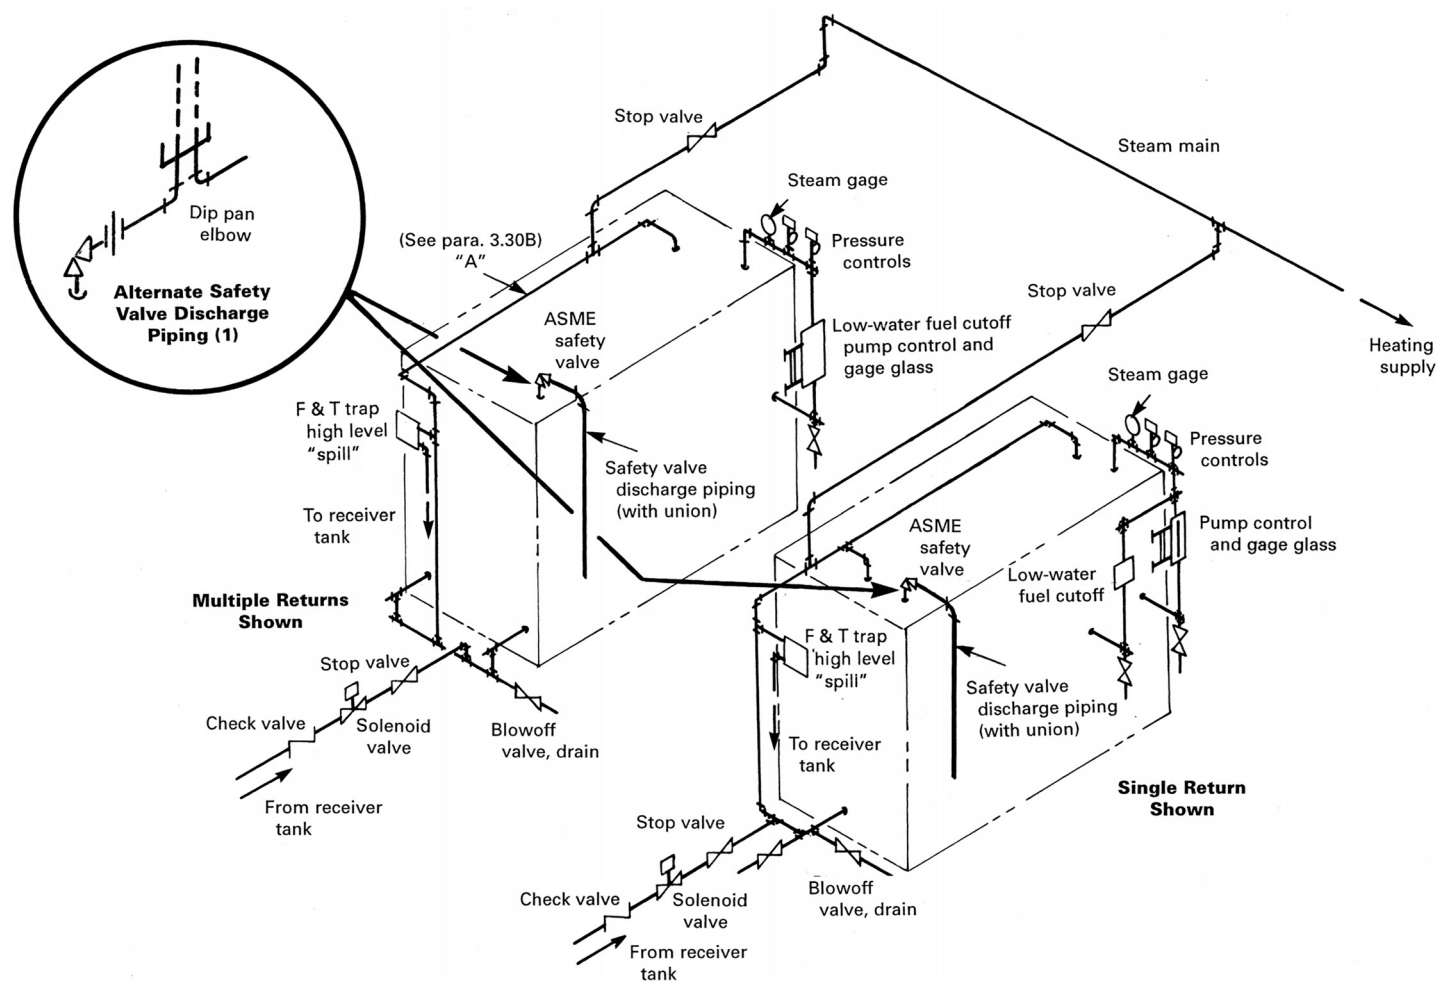 Stop valve
Steam main
Steam gage
Dip pan
elbow
(See para. 3.30B)
"A"
Pressure
controls
Alternate Safety
Valve Discharge
Piping (1)
Stop valve
ASME
safety
valve
Low-water fuel cutoff
pump control and
gage glass
Heating
supply
Steam gage
F & T trap
high level
"spill"
Pressure
controls
Safety valve
discharge piping
(with union)
To receiver
tank
ASME
safety
valve
Pump control
and gage glass
Low-water
fuel cutoff
Multiple Returns
Shown
F & T trap
high level
"spill"
Stop valve
Safety valve
discharge piping
(with union)
Check valve
Solenoid
valve
Blowoff
valve, drain
To receiver
tank
Single Return
Shown
From receiver
tank
Stop valve
Check valve
Solenoid
valve
Blowoff
valve, drain
From receiver
tank